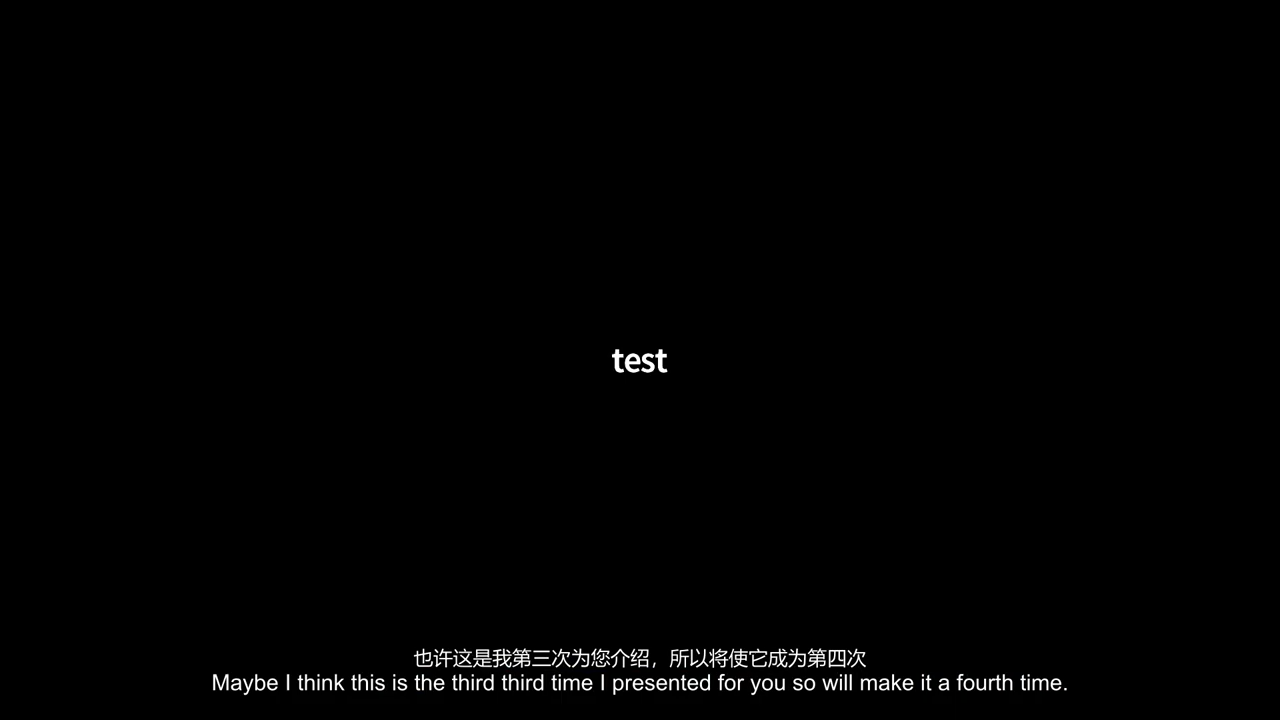 test
也许这是我第三次为您介绍，所以将使它成为第四次
Maybe I think this is the third third time I presented for you so will make it a fourth time.